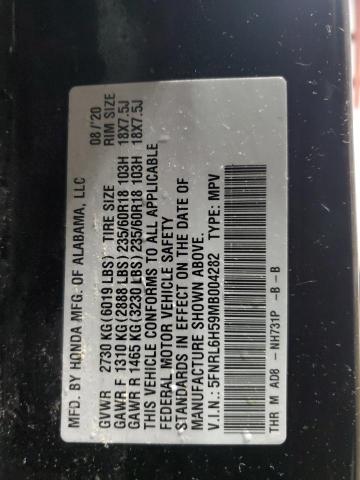 MFD. BY HONDA MFG. OF ALABAMA, LLC 08/'20
GVWR 2730 KG(6019 LBS) TIRE SIZE RIM SIZE
GAWR F 1310 KG(2888 LBS)235/60R18 103H 18X7.5J
GAWR R 1465 KG(3230 LBS)235/60R18 103H 18X7.5J
THIS VEHICLE CONFORMS TO ALL APPLICABLE
FEDERAL MOTOR VEHICLE SAFETY
STANDARDS IN EFFECT ON THE DATE OF
MANUFACTURE SHOWN ABOVE.
V.I.N.: 5FNRL6H59MB004282 TYPE: MPV
THR M AD8 - NH731P -B -B